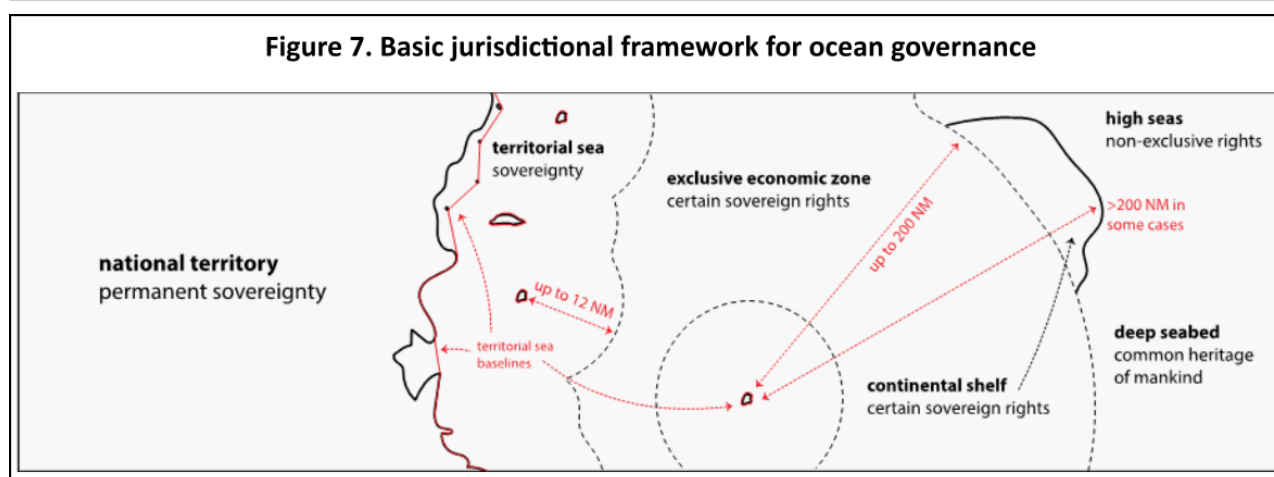 Figure 7. Basic jurisdictional framework for ocean governance
high seas
non-exclusive rights
territorial sea
sovereignty
exclusive economic zone
certain sovereign rights
>200 NM in
some cases
up to 200 NM
national territory
permanent sovereignty
up to 12 NM
territorial sea
baselines
deep seabed
common heritage
of mankind
continental shelf
certain sovereign rights